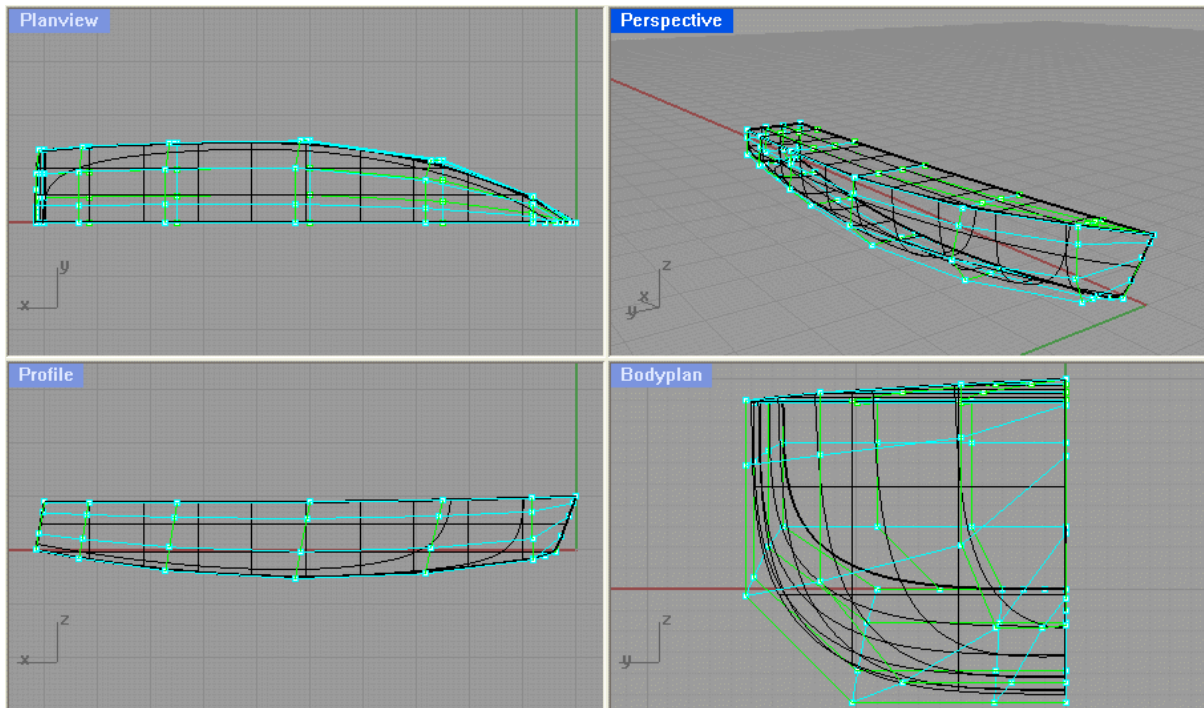 Planview
Perspective
y
x
z
x
y
Profile
Bodyplan
z
x
z
y